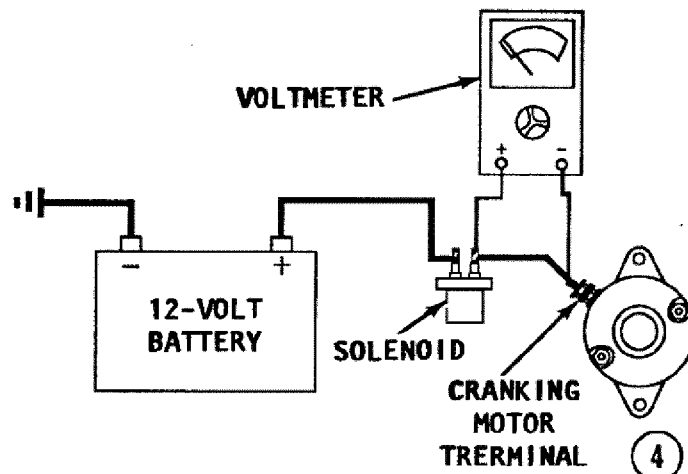 VOLTMETER
+ -
- +
12-VOLT
BATTERY
SOLENOID
CRANKING
MOTOR
TRERMINAL
4